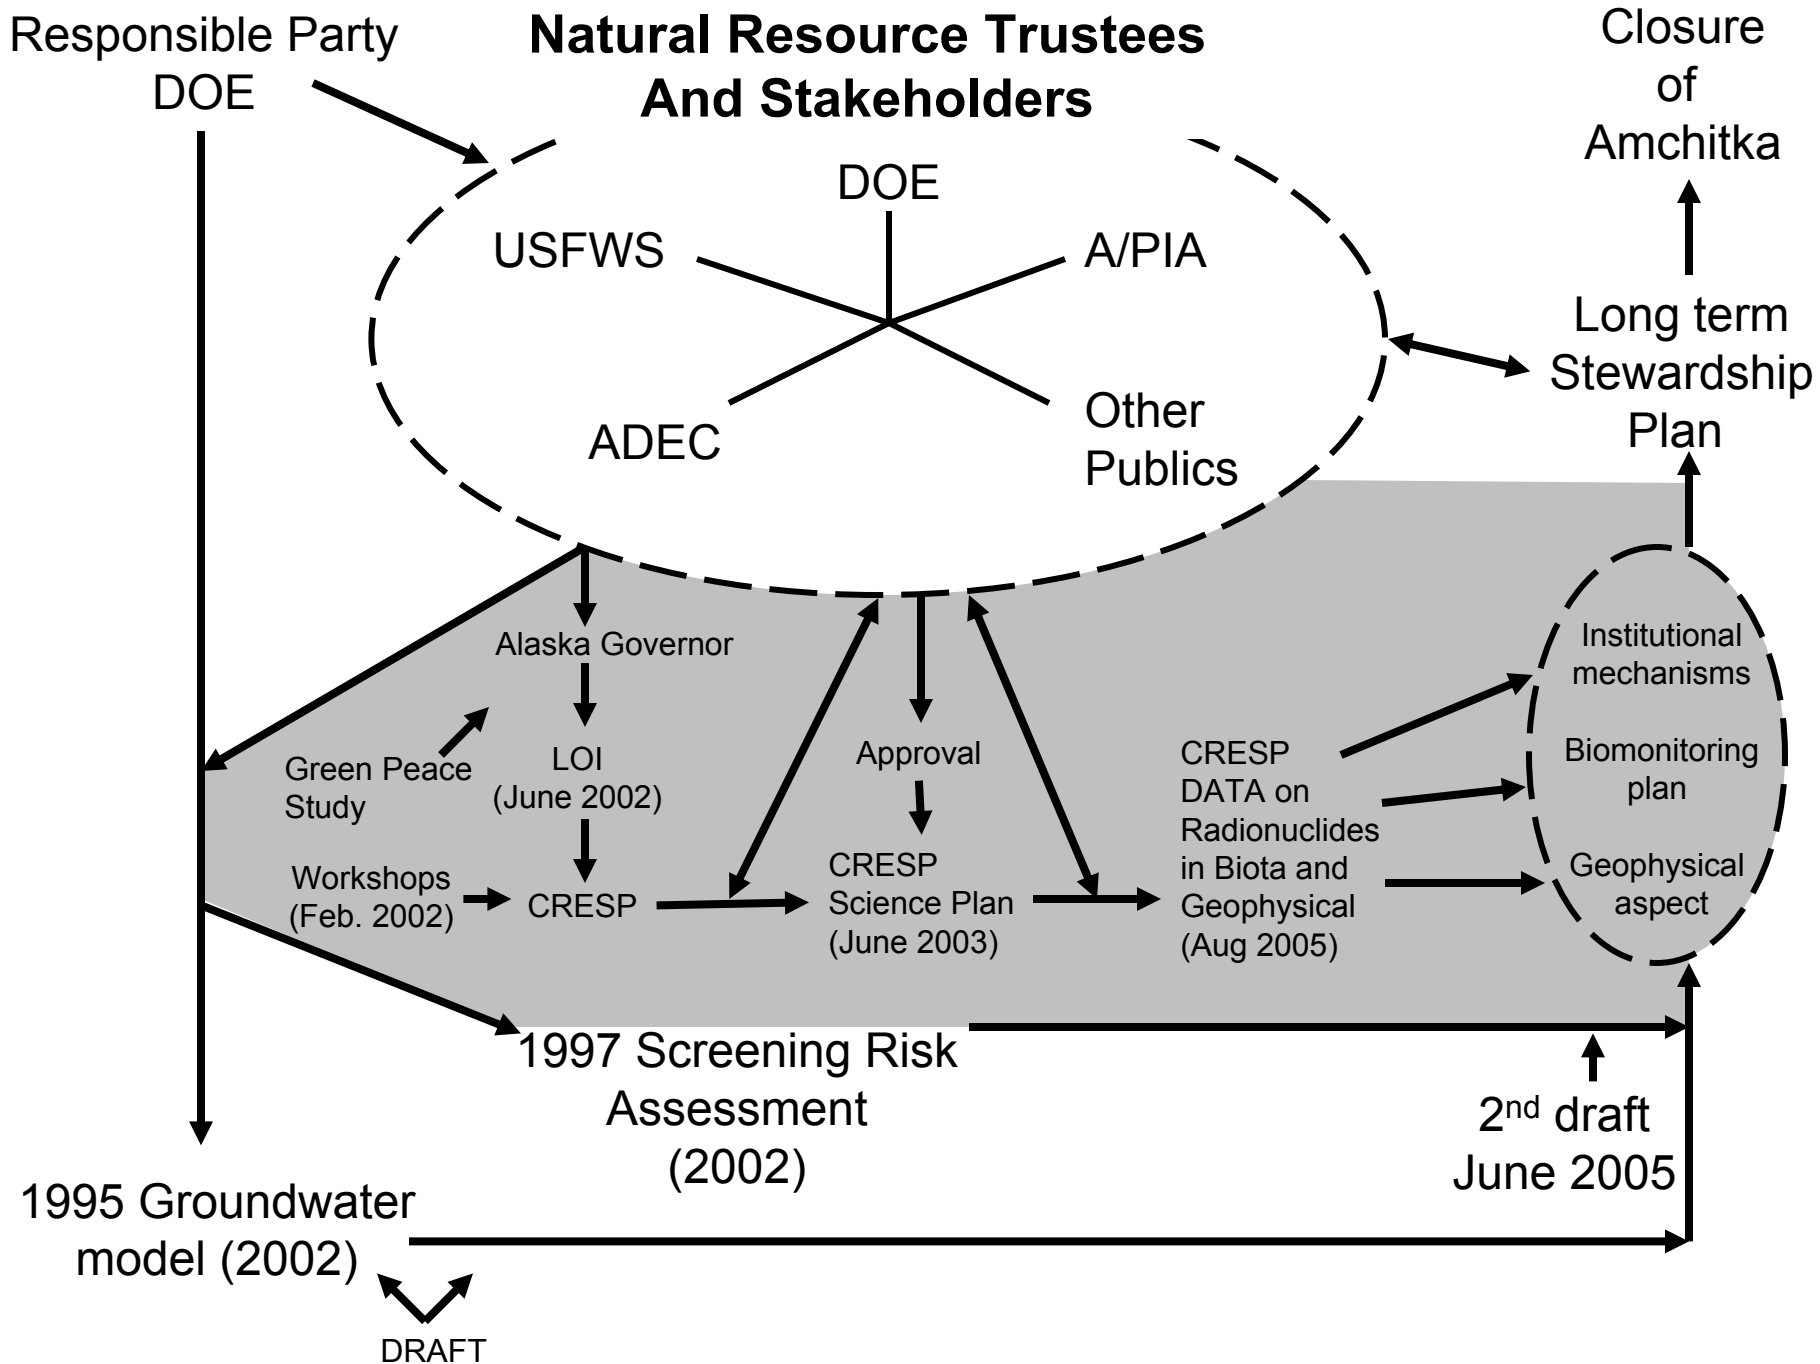 Responsible Party
DOE
Natural Resource Trustees
And Stakeholders
Closure
of
Amchitka
DOE
USFWS
A/PIA
ADEC
Other
Publics
Long term
Stewardship
Plan
Alaska Governor
Green Peace
Study
LOI
(June 2002)
Workshops
(Feb. 2002)
CRESP
Approval
CRESP
Science Plan
(June 2003)
CRESP
DATA on
Radionuclides
in Biota and
Geophysical
(Aug 2005)
Institutional
mechanisms
Biomonitoring
plan
Geophysical
aspect
1997 Screening Risk
Assessment
(2002)
2nd draft
June 2005
1995 Groundwater
model (2002)
DRAFT